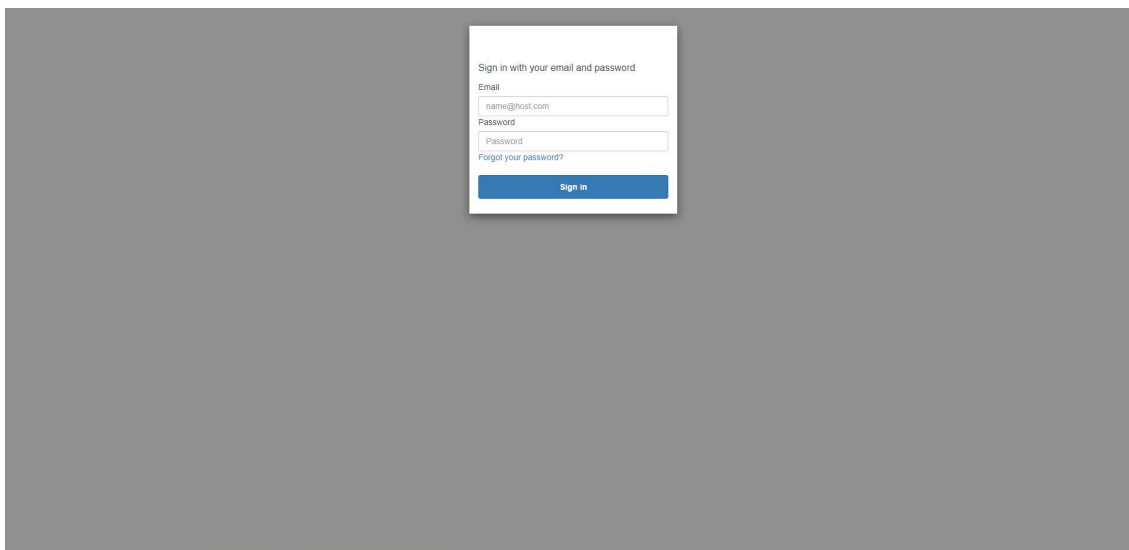 Sign in with your email and password
Email
name@host.com
Password
Password
Forgot your password?
Sign in